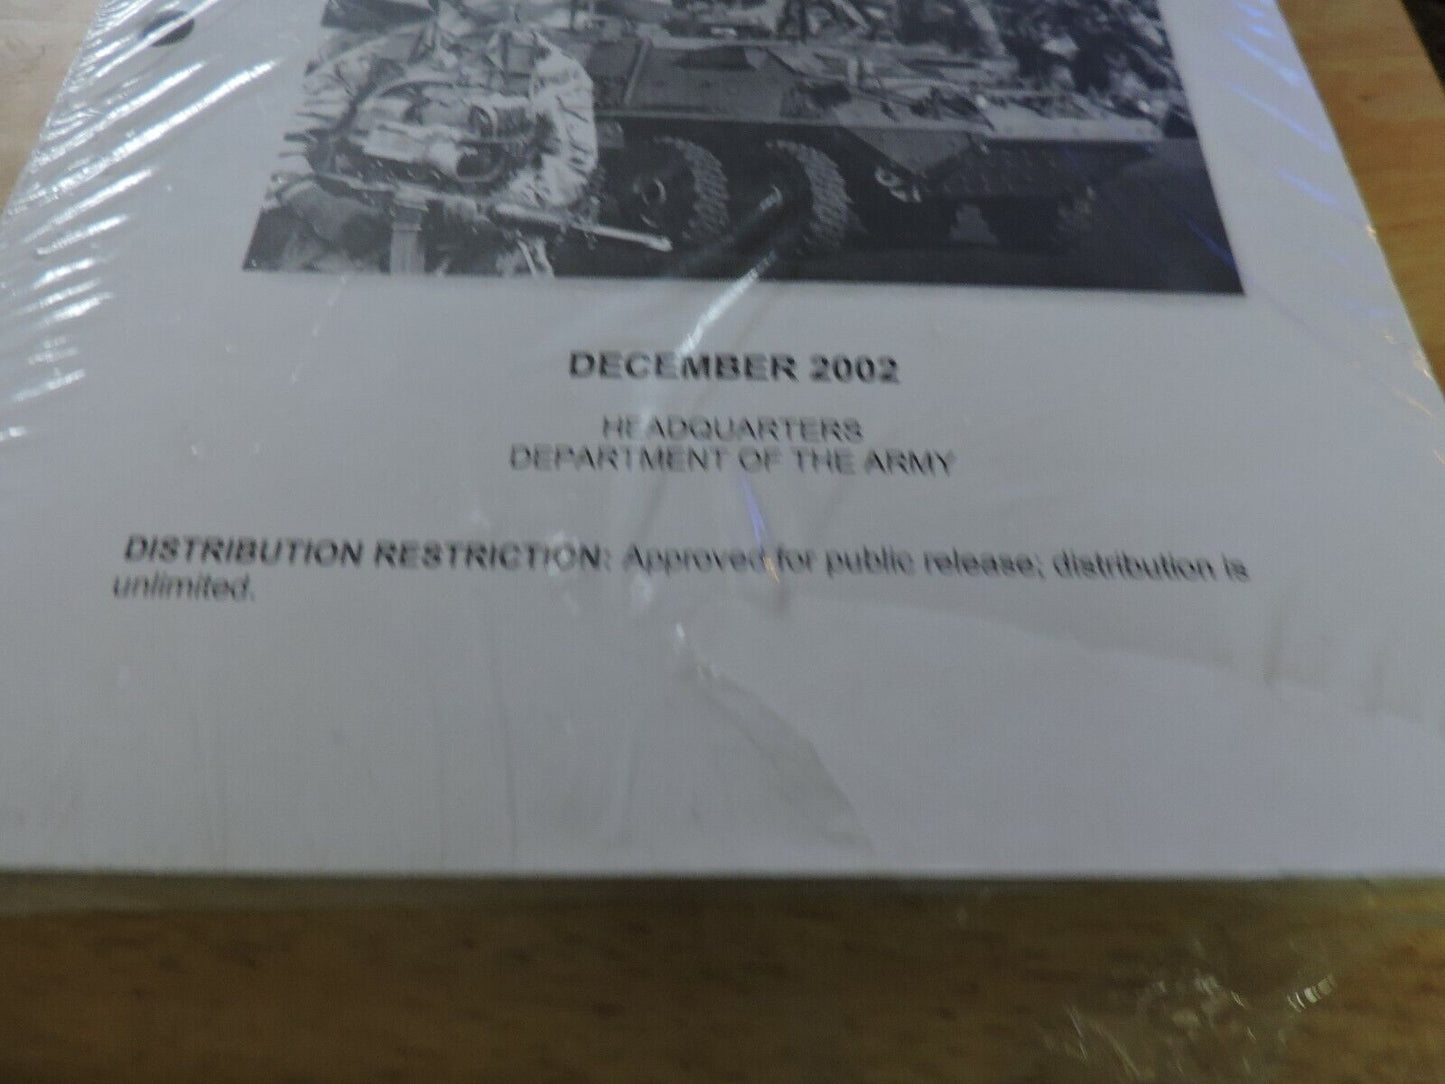 DECEMBER 2002
HEADQUARTERS
DEPARTMENT OF THE ARMY
DISTRIBUTION RESTRICTION: Approved for public release; distribution is
unlimited.